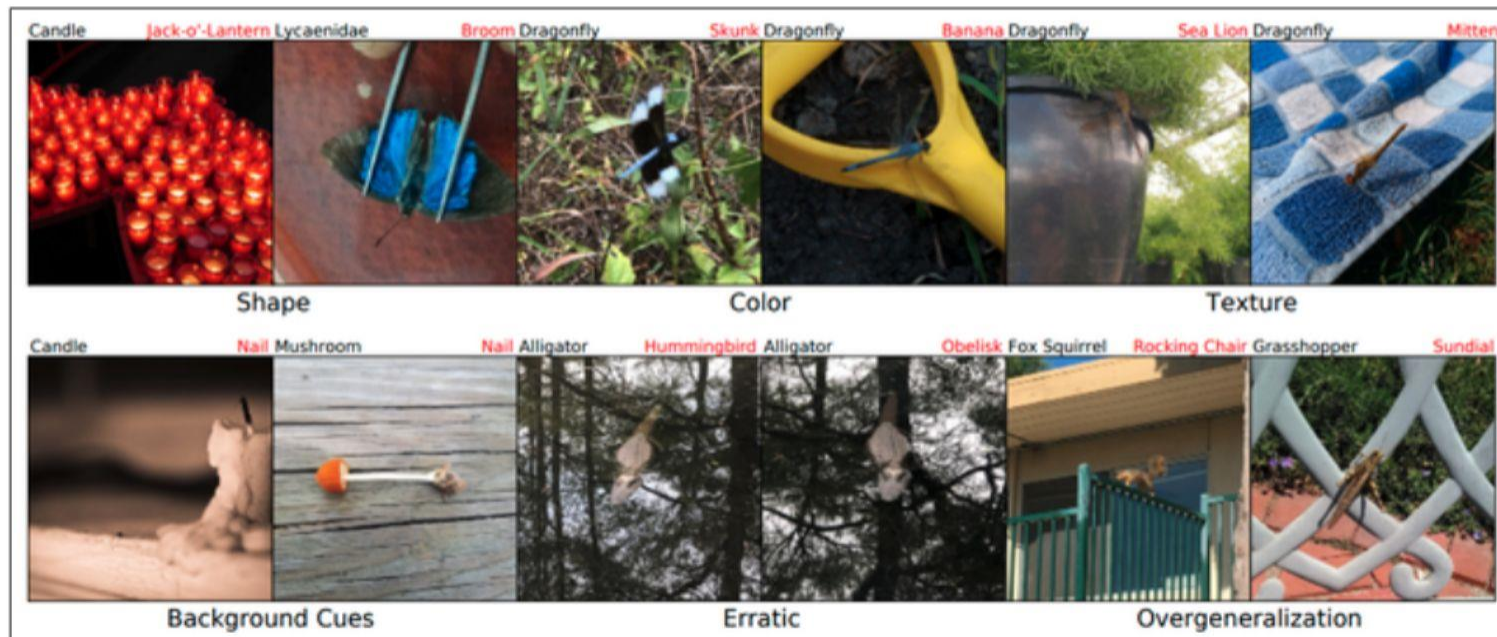 Candle Jack-o'-Lantern Lycaenidae Broom Dragonfly Skunk Dragonfly Banana Dragonfly Sea Lion Dragonfly Mitten
Shape Color Texture
Candle Nail Mushroom Nail Alligator Hummingbird Alligator Obelisk Fox Squirrel Rocking Chair Grasshopper Sundial
Background Cues Erratic Overgeneralization